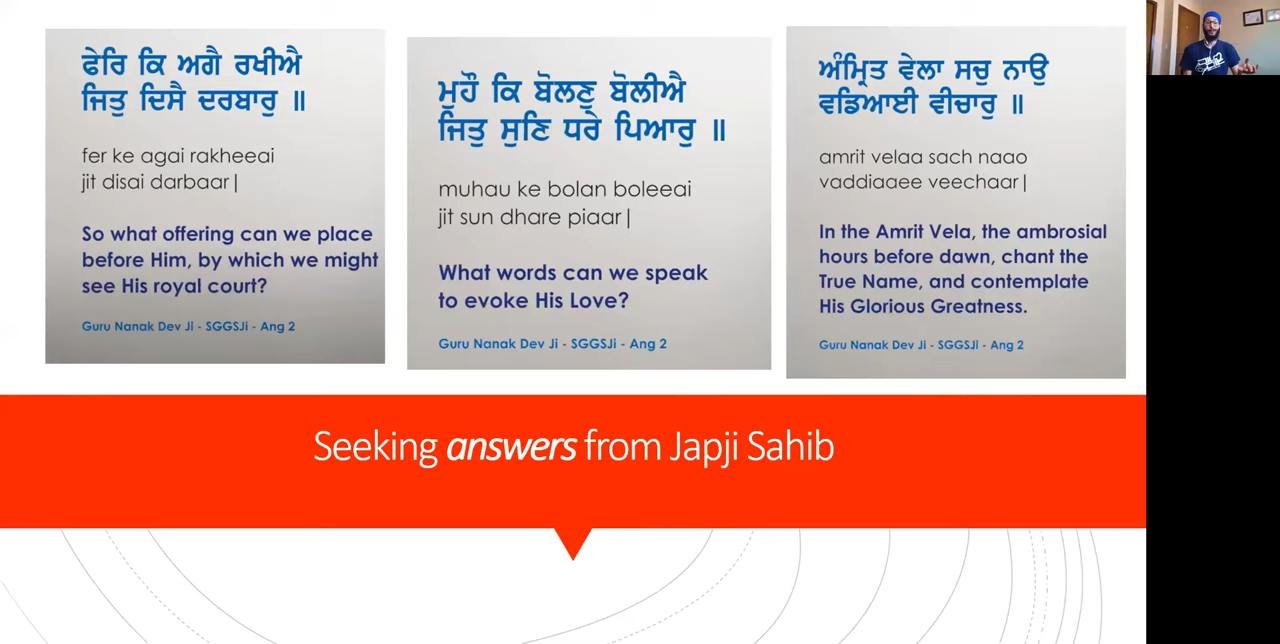 ਫੇਰਿ ਕਿ ਅਗੈ ਰਖੀਐ
ਜਿਤੁ ਦਿਸੈ ਦਰਬਾਰੁ ॥
fer ke agai rakheeai
jit disai darbaar|
So what offering can we place
before Him, by which we might
see His royal court?
Guru Nanak Dev Ji - SGGSJi - Ang 2
ਮੁਹੌ ਕਿ ਬੋਲਣੁ ਬੋਲੀਐ
ਜਿਤੁ ਸੁਣਿ ਧਰੇ ਪਿਆਰੁ ॥
muhau ke bolan boleeai
jit sun dhare piaar|
What words can we speak
to evoke His Love?
Guru Nanak Dev Ji - SGGSJi - Ang 2
ਅੰਮ੍ਰਿਤ ਵੇਲਾ ਸਚੁ ਨਾਉ
ਵਡਿਆਈ ਵੀਚਾਰੁ ॥
amrit velaa sach naao
vaddiaaee veechaar|
In the Amrit Vela, the ambrosial
hours before dawn, chant the
True Name, and contemplate
His Glorious Greatness.
Guru Nanak Dev Ji - SGGSJi - Ang 2
Seeking answers from Japji Sahib